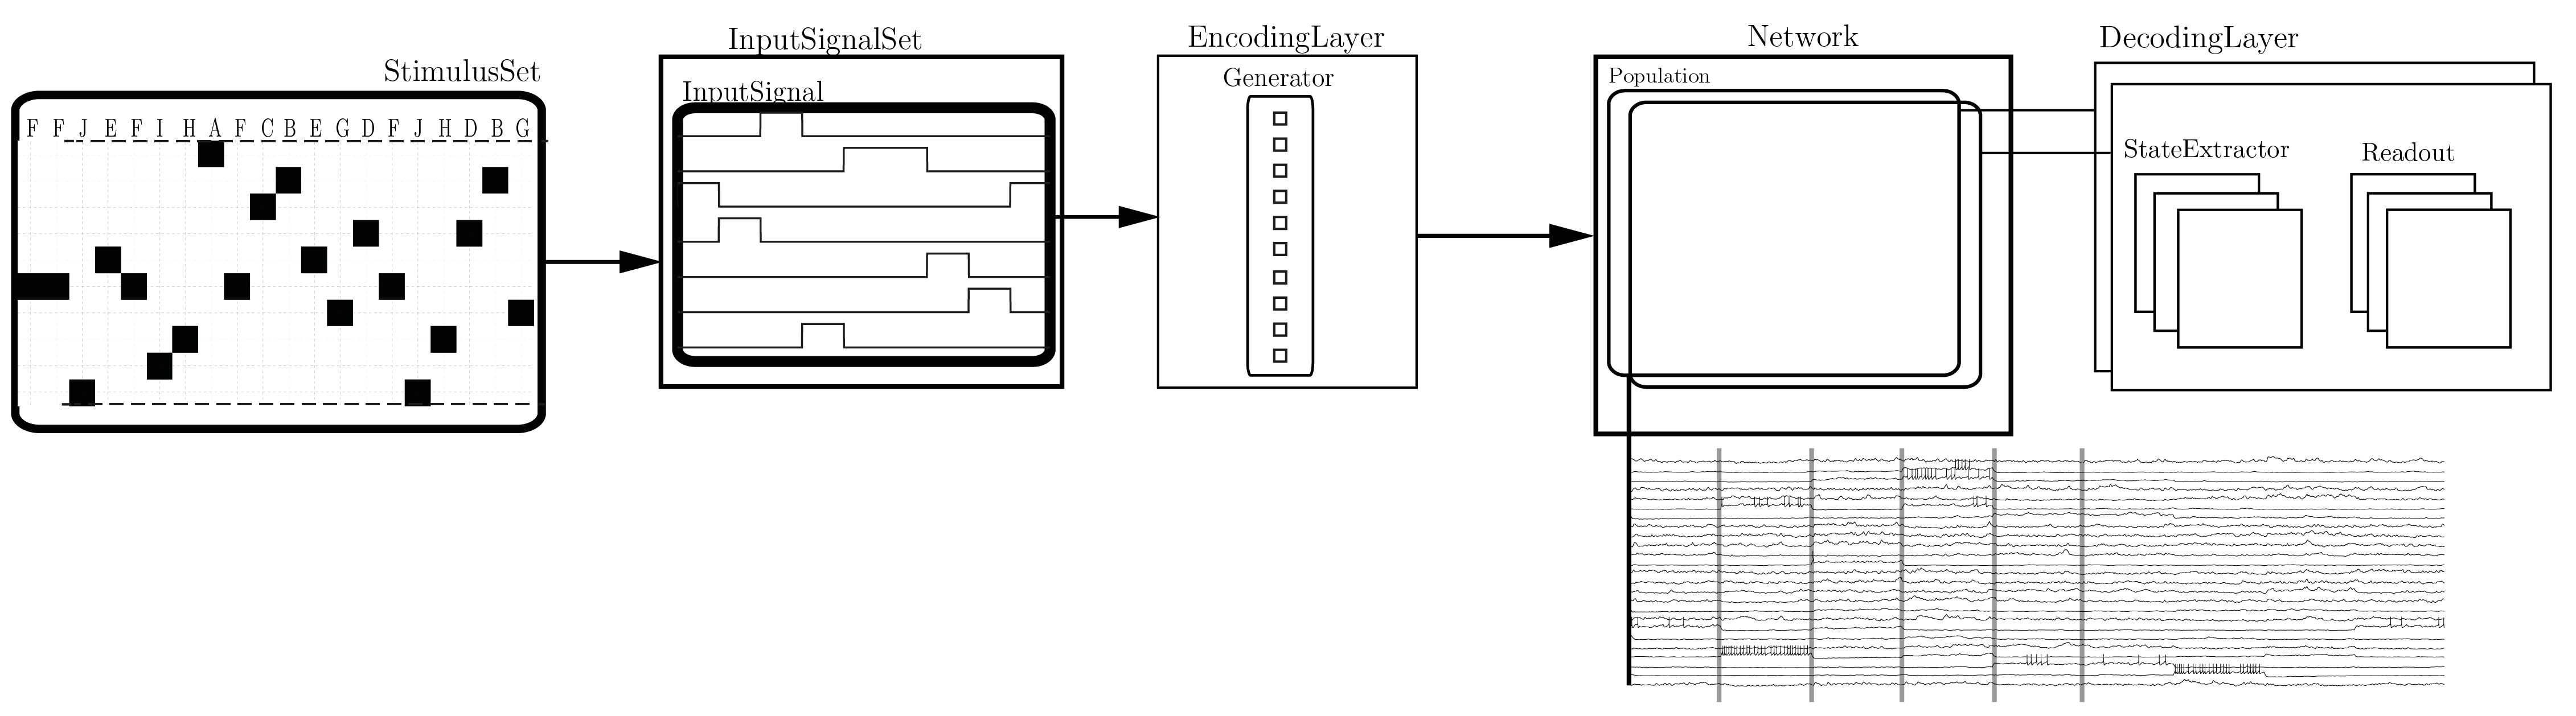 StimulusSet
F F J E F I H A F C B E G D F J H D B G
InputSignalSet
InputSignal
EncodingLayer
Generator
Network
Population
DecodingLayer
StateExtractor
Readout